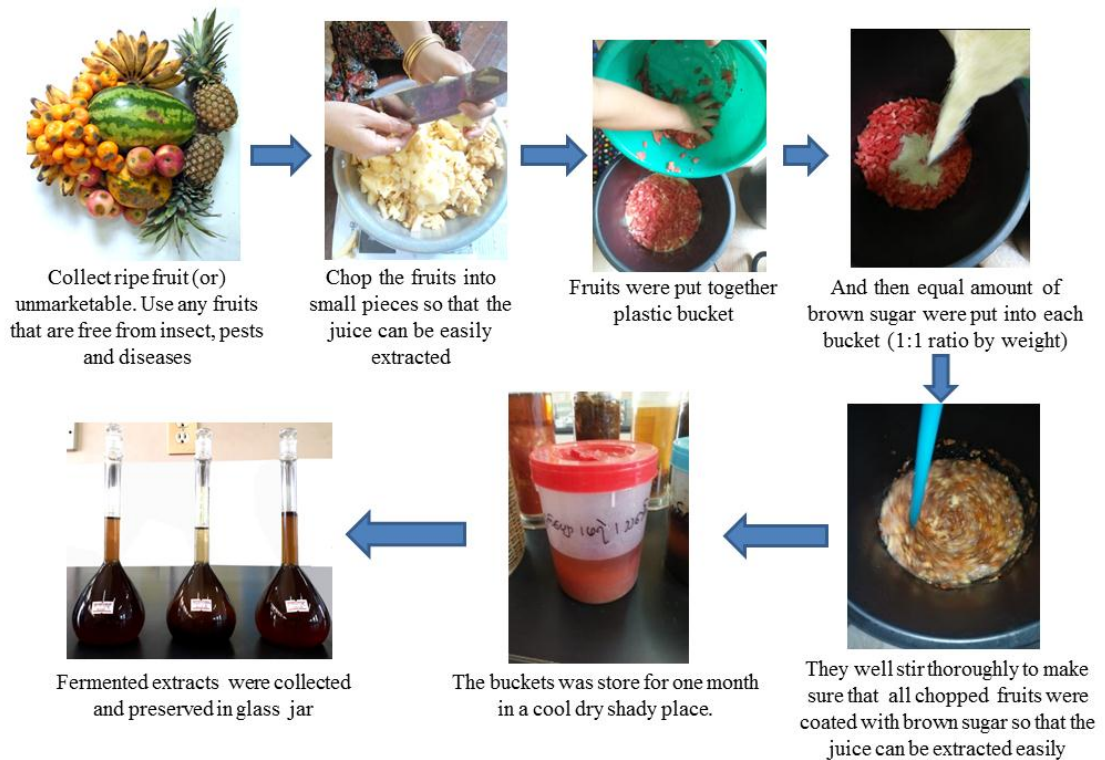 Collect ripe fruit (or)
unmarketable. Use any fruits
that are free from insect, pests
and diseases
Chop the fruits into
small pieces so that the
juice can be easily
extracted
Fruits were put together
plastic bucket
And then equal amount of
brown sugar were put into each
bucket (1:1 ratio by weight)
They well stir thoroughly to make
sure that all chopped fruits were
coated with brown sugar so that the
juice can be extracted easily
The buckets was store for one month
in a cool dry shady place.
Fermented extracts were collected
and preserved in glass jar